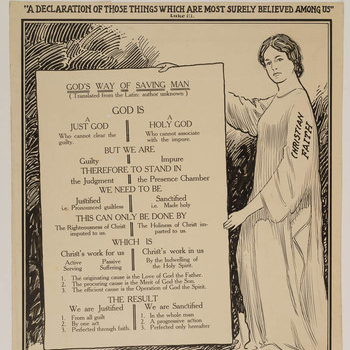 "A DECLARATION OF THOSE THINGS WHICH ARE MOST SURELY BELIEVED AMONG US"
Luke 1:1.
GOD'S WAY OF SAVING MAN
(Translated from the Latin: author unknown)
GOD IS
A A
JUST GOD HOLY GOD
Who cannot clear the Who cannot associate
guilty. with the impure.
BUT WE ARE
Guilty Impure
THEREFORE TO STAND IN
the Judgment the Presence Chamber
WE NEED TO BE
Justified Sanctified
i.e. Pronounced guiltless i.e. Made holy
THIS CAN ONLY BE DONE BY
The Righteousness of Christ The Holiness of Christ im-
imputed to us. parted to us.
WHICH IS
Christ's work for us Christ's work in us
Active Passive By the Indwelling of
Serving Suffering the Holy Spirit.
1. The originating cause is the Love of God the Father.
2. The procuring cause is the Merit of God the Son.
3. The efficient cause is the Operation of God the Spirit.
THE RESULT
We are Justified We are Sanctified
1. From all guilt 1. In the whole man
2. By one act 2. A progressive action
3. Perfected through faith. 3. Perfected only hereafter
CHRISTIAN
FAITH